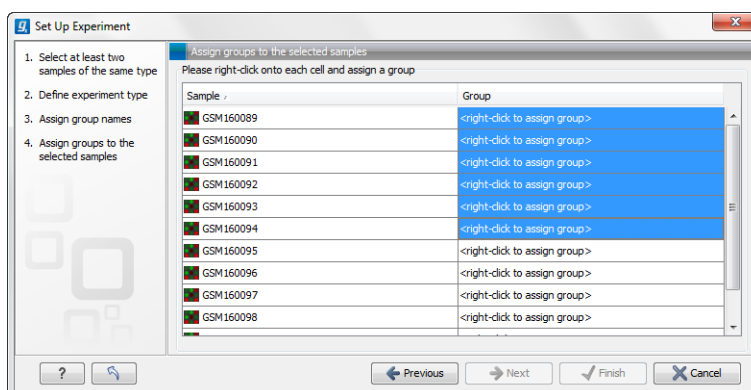 Set Up Experiment
1. Select at least two
samples of the same type
2. Define experiment type
3. Assign group names
4. Assign groups to the
selected samples
Assign groups to the selected samples
Please right-click onto each cell and assign a group
Sample Group
GSM160089 <right-click to assign group>
GSM160090 <right-click to assign group>
GSM160091 <right-click to assign group>
GSM160092 <right-click to assign group>
GSM160093 <right-click to assign group>
GSM160094 <right-click to assign group>
GSM160095 <right-click to assign group>
GSM160096 <right-click to assign group>
GSM160097 <right-click to assign group>
GSM160098 <right-click to assign group>
? Previous Next Finish Cancel